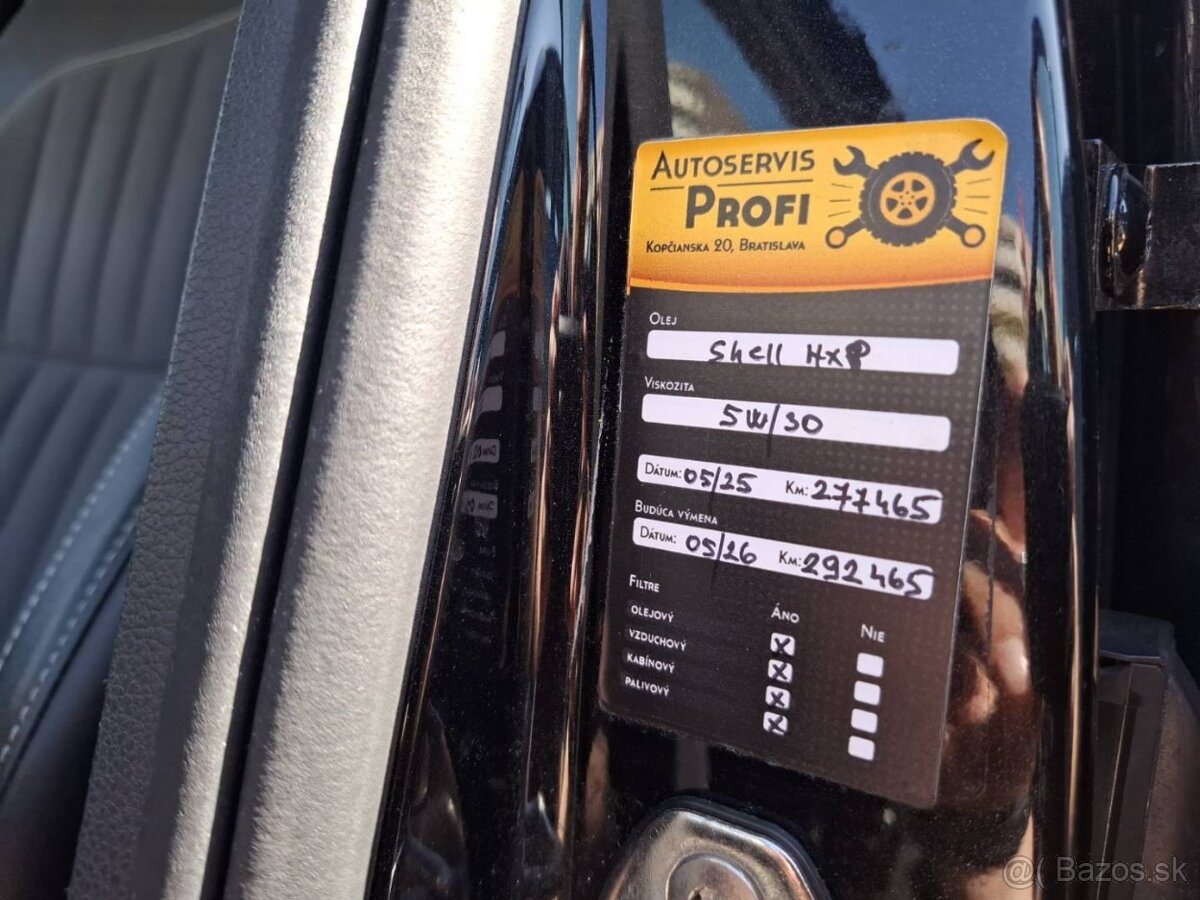 AUTOSERVIS
PROFI
KOPČIANSKA 20, BRATISLAVA
OLEJ
Shell HXP
VISKOZITA
5W/30
DÁTUM: 05/25 KM: 277465
BUDÚCA VÝMENA
DÁTUM: 05/26 KM: 292465
FILTRE
ÁNO NIE
OLEJOVÝ
VZDUCHOVÝ
KABÍNOVÝ
PALIVOVÝ
@( Bazos.sk